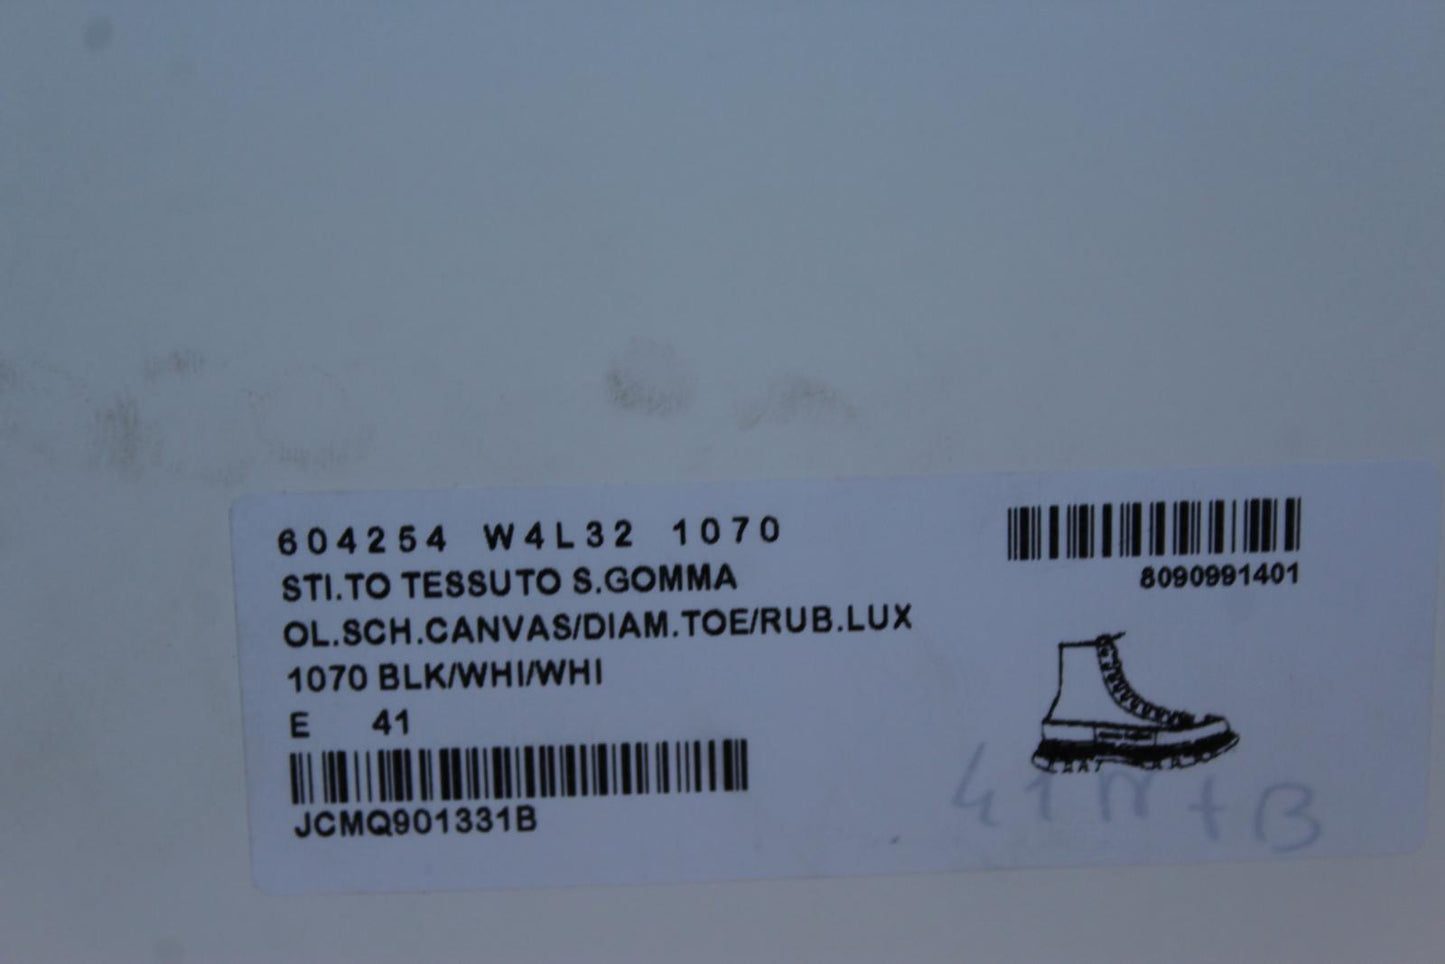 604254 W4L32 1070
STI.TO TESSUTO S.GOMMA
OL.SCH.CANVAS/DIAM.TOE/RUB.LUX
1070 BLK/WHI/WHI
E 41
JCMQ901331B
8090991401
41
+ B